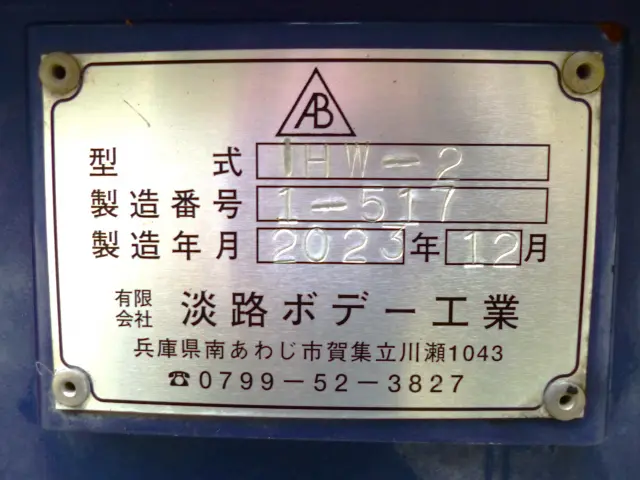 AB
型式 1HW-2
製造番号 1-517
製造年月 2023年12月
有限会社 淡路ボデー工業
兵庫県南あわじ市賀集立川瀬1043
☎0799-52-3827